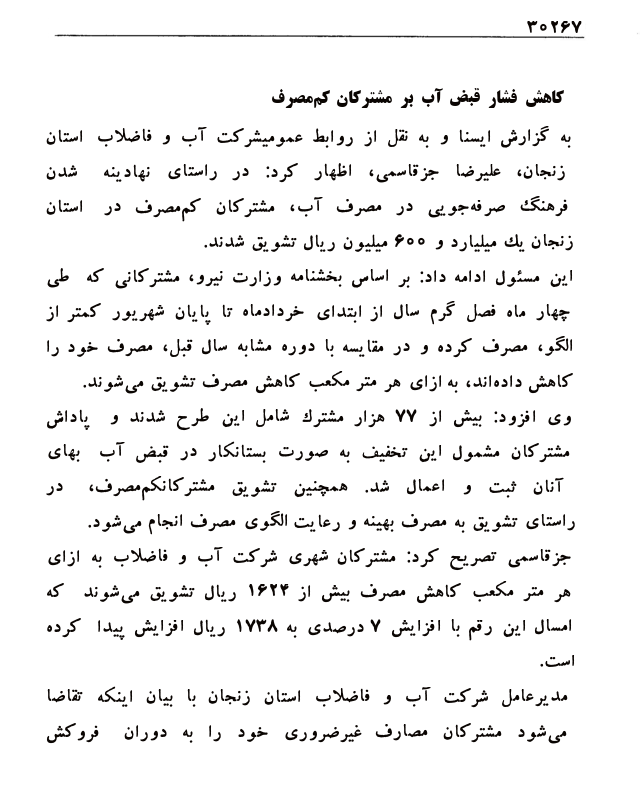 ۳۰۲۶۷
کاهش فشار قبض آب بر مشترکان کم‌مصرف
به گزارش ایسنا و به نقل از روابط عمومیشرکت آب و فاضلاب استان
زنجان، علیرضا جزقاسمی، اظهار کرد: در راستای نهادینه شدن
فرهنگ صرفه‌جویی در مصرف آب، مشترکان کم‌مصرف در استان
زنجان یك میلیارد و ۶۰۰ میلیون ریال تشویق شدند.
این مسئول ادامه داد: بر اساس بخشنامه وزارت نیرو، مشترکانی که طی
چهار ماه فصل گرم سال از ابتدای خردادماه تا پایان شهریور کمتر از
الگو، مصرف کرده و در مقایسه با دوره مشابه سال قبل، مصرف خود را
کاهش داده‌اند، به ازای هر متر مکعب کاهش مصرف تشویق می‌شوند.
وی افزود: بیش از ۷۷ هزار مشترك شامل این طرح شدند و پاداش
مشترکان مشمول این تخفیف به صورت بستانکار در قبض آب بهای
آنان ثبت و اعمال شد. همچنین تشویق مشترکانکم‌مصرف، در
راستای تشویق به مصرف بهینه و رعایت الگوی مصرف انجام می‌شود.
جزقاسمی تصریح کرد: مشترکان شهری شرکت آب و فاضلاب به ازای
هر متر مکعب کاهش مصرف بیش از ۱۶۲۴ ریال تشویق می‌شوند که
امسال این رقم با افزایش ۷ درصدی به ۱۷۳۸ ریال افزایش پیدا کرده
است.
مدیرعامل شرکت آب و فاضلاب استان زنجان با بیان اینکه تقاضا
می‌شود مشترکان مصارف غیرضروری خود را به دوران فروکش